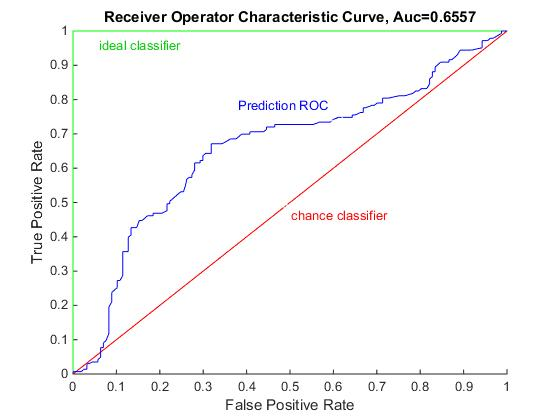 Receiver Operator Characteristic Curve, Auc=0.6557
1
ideal classifier
0.9
0.8
Prediction ROC
0.7
0.6
True Positive Rate
0.5
chance classifier
0.4
0.3
0.2
0.1
0
0 0.1 0.2 0.3 0.4 0.5 0.6 0.7 0.8 0.9 1
False Positive Rate